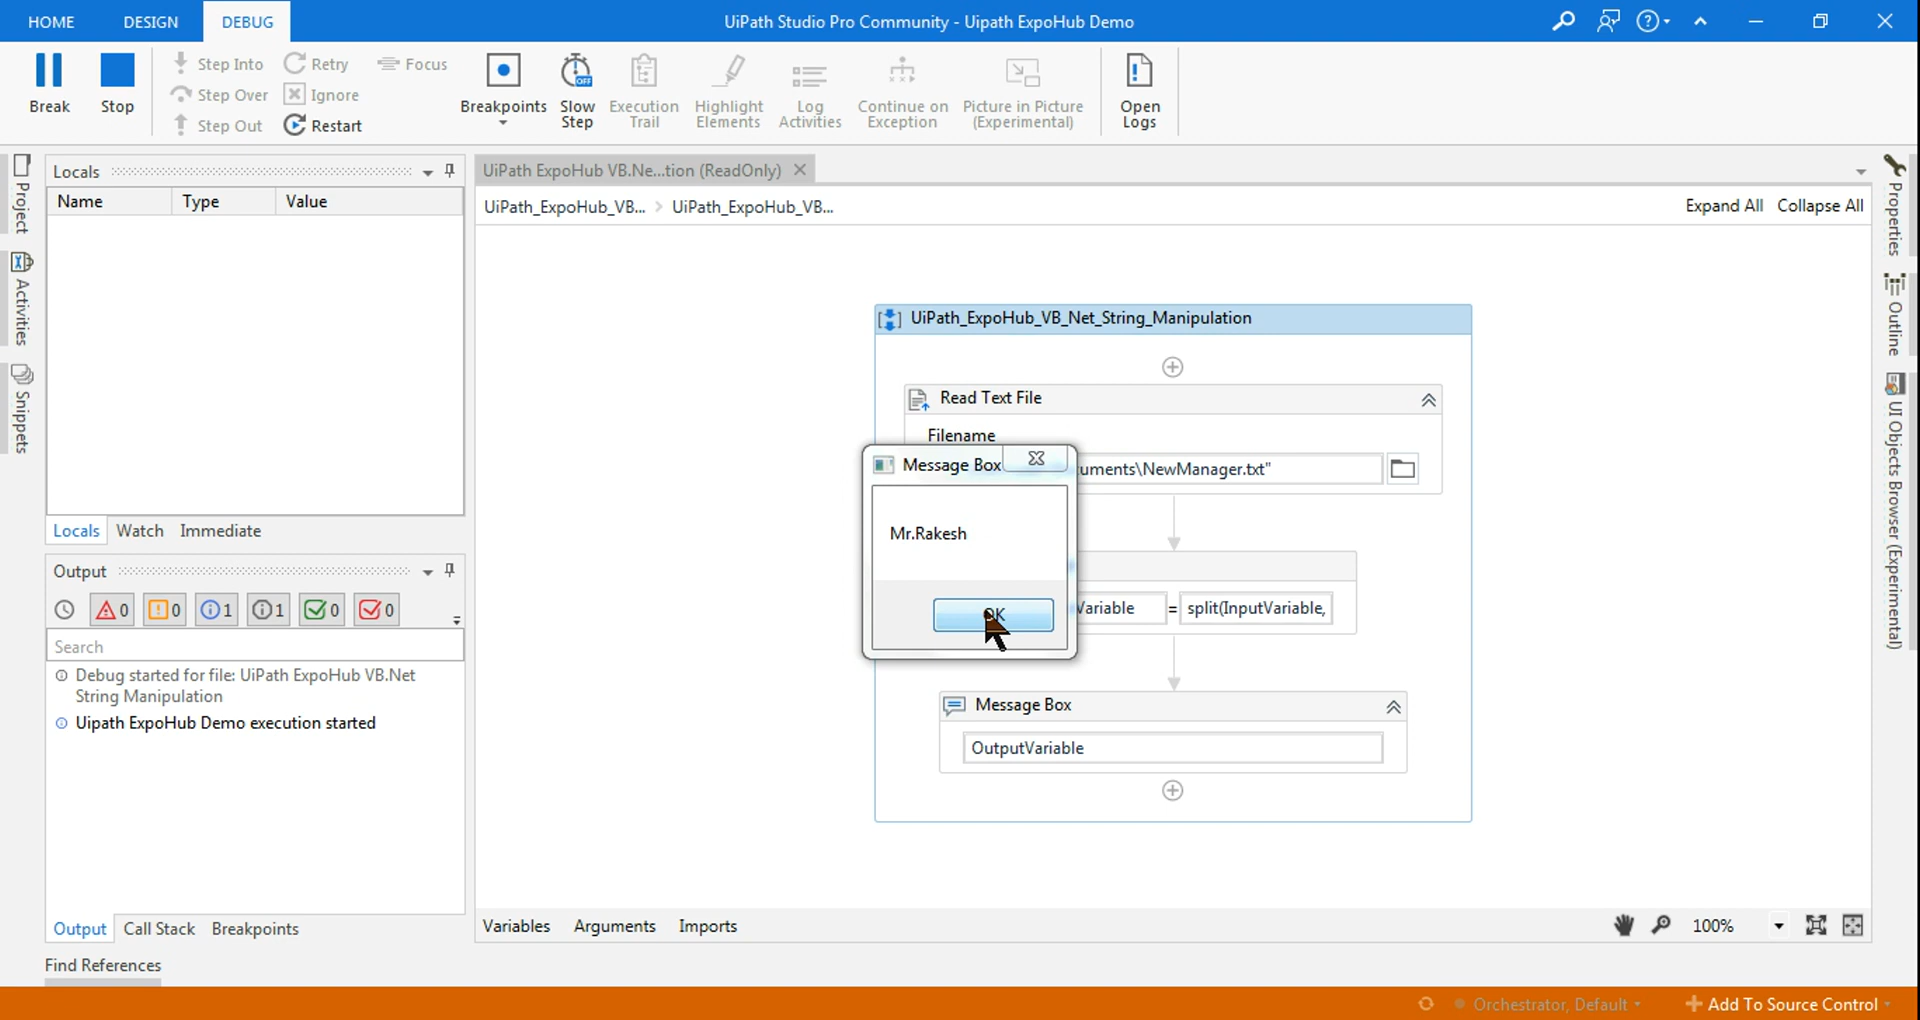 HOME DESIGN DEBUG UiPath Studio Pro Community - Uipath ExpoHub Demo
Break Stop
Step Into Retry Focus
Step Over Ignore
Step Out Restart
Breakpoints Slow Step Execution Trail Highlight Elements Log Activities Continue on Exception Picture in Picture (Experimental) Open Logs
Project
Activities
Snippets
Locals
Name Type Value
Locals Watch Immediate
Output
0 0 1 1 0 0
Search
Debug started for file: UiPath ExpoHub VB.Net
String Manipulation
Uipath ExpoHub Demo execution started
Output Call Stack Breakpoints
Find References
UiPath ExpoHub VB.Ne...tion (ReadOnly)
UiPath_ExpoHub_VB... > UiPath_ExpoHub_VB... Expand All Collapse All
UiPath_ExpoHub_VB_Net_String_Manipulation
Read Text File
Filename
uments\NewManager.txt"
Message Box
Mr.Rakesh
OK
Variable = split(InputVariable,
Message Box
OutputVariable
Variables Arguments Imports 100%
Properties
Outline
UI Objects Browser (Experimental)
Orchestrator, Default Add To Source Control